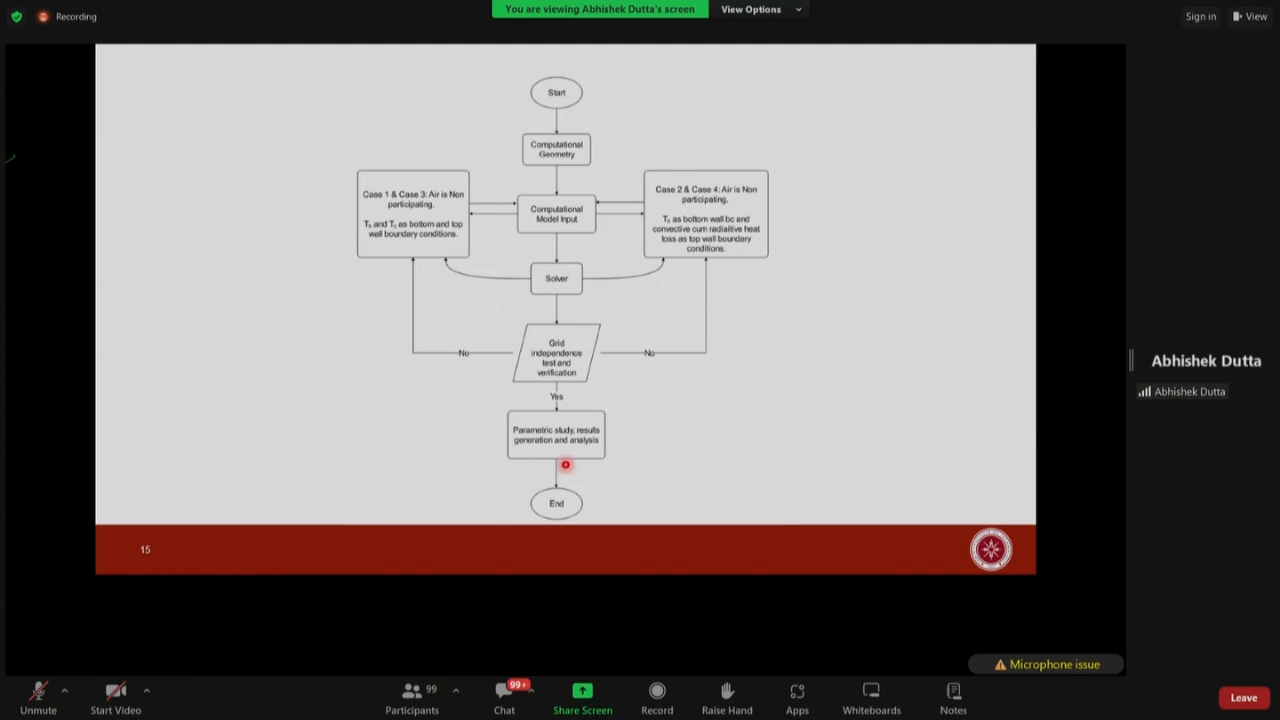 Recording
You are viewing Abhishek Dutta's screen
View Options
Sign in
View
Start
Computational
Geometry
Case 1 & Case 3: Air is Non
participating.
Tₕ and T꜀ as bottom and top
wall boundary conditions.
Computational
Model Input
Case 2 & Case 4: Air is Non
participating.
Tₕ as bottom wall bc and
convective cum radialtive heat
loss as top wall boundary
conditions.
Solver
Grid
independence
test and
verification
No
No
Yes
Parametric study, results
generation and analysis
End
15
Abhishek Dutta
Abhishek Dutta
Microphone issue
Unmute
Start Video
99
Participants
99+
Chat
Share Screen
Record
Raise Hand
Apps
Whiteboards
Notes
Leave